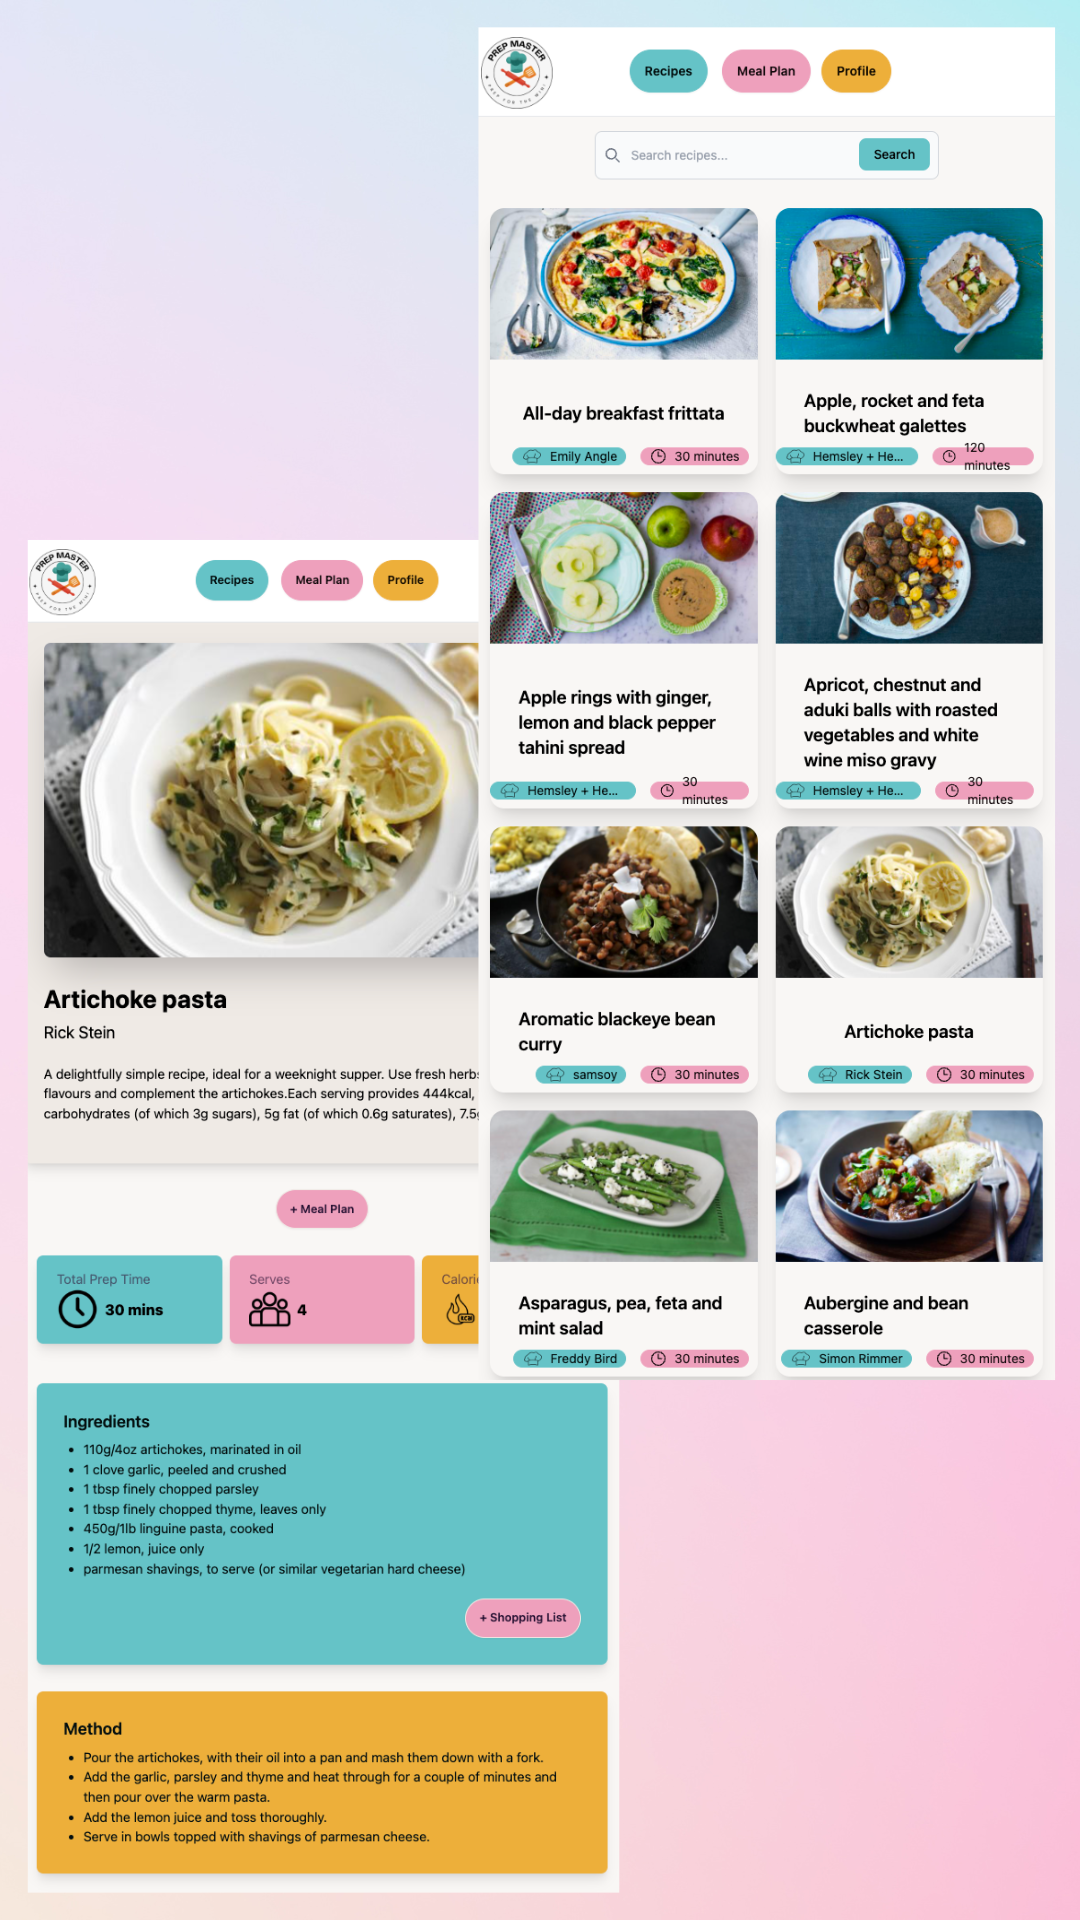 PREP MASTER
PREP FOR THE WIN!
Recipes
Meal Plan
Profile
Search recipes...
Search
All-day breakfast frittata
Emily Angle
30 minutes
Apple, rocket and feta
buckwheat galettes
Hemsley + He...
120
minutes
Apple rings with ginger,
lemon and black pepper
tahini spread
Hemsley + He...
30
minutes
Apricot, chestnut and
aduki balls with roasted
vegetables and white
wine miso gravy
Hemsley + He...
30
minutes
Aromatic blackeye bean
curry
samsoy
30 minutes
Artichoke pasta
Rick Stein
30 minutes
Asparagus, pea, feta and
mint salad
Freddy Bird
30 minutes
Aubergine and bean
casserole
Simon Rimmer
30 minutes
PREP MASTER
PREP FOR THE WIN!
Recipes
Meal Plan
Profile
Artichoke pasta
Rick Stein
A delightfully simple recipe, ideal for a weeknight supper. Use fresh herbs
flavours and complement the artichokes.Each serving provides 444kcal,
carbohydrates (of which 3g sugars), 5g fat (of which 0.6g saturates), 7.5g
+ Meal Plan
Total Prep Time
30 mins
Serves
4
Calorie
Ingredients
• 110g/4oz artichokes, marinated in oil
• 1 clove garlic, peeled and crushed
• 1 tbsp finely chopped parsley
• 1 tbsp finely chopped thyme, leaves only
• 450g/1lb linguine pasta, cooked
• 1/2 lemon, juice only
• parmesan shavings, to serve (or similar vegetarian hard cheese)
+ Shopping List
Method
• Pour the artichokes, with their oil into a pan and mash them down with a fork.
• Add the garlic, parsley and thyme and heat through for a couple of minutes and
then pour over the warm pasta.
• Add the lemon juice and toss thoroughly.
• Serve in bowls topped with shavings of parmesan cheese.